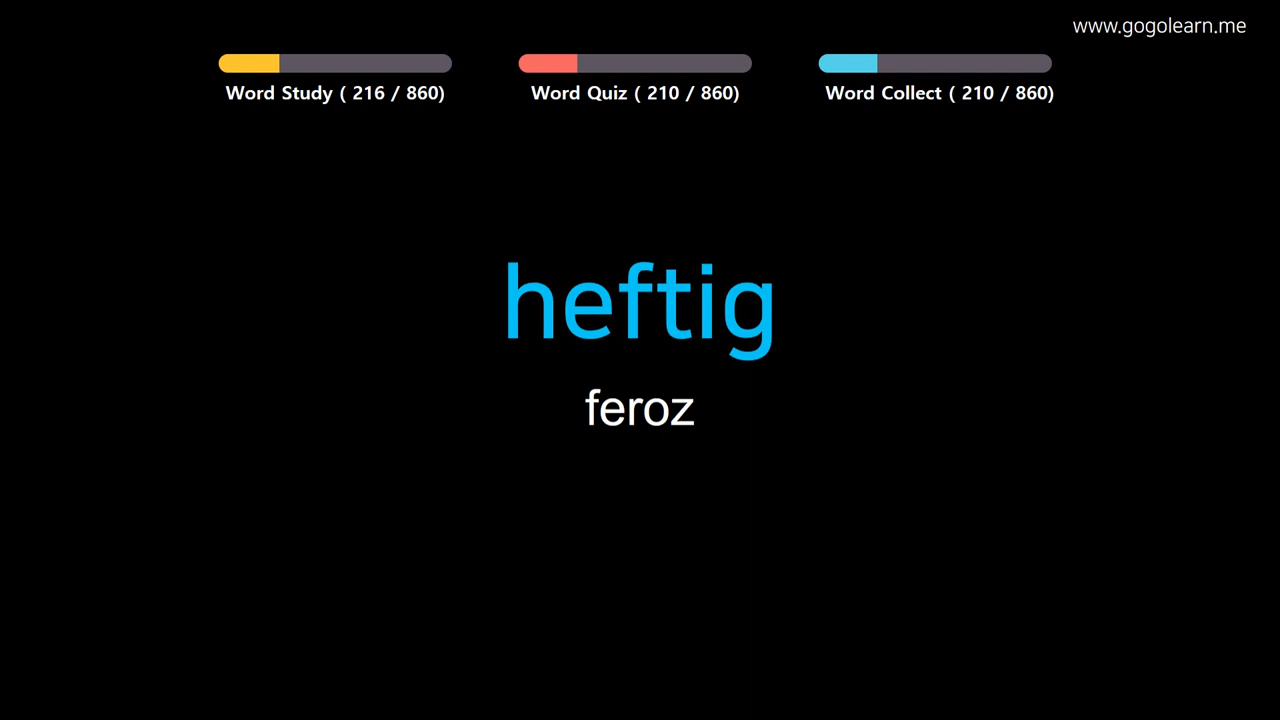 www.gogolearn.me
Word Study ( 216 / 860)
Word Quiz ( 210 / 860)
Word Collect ( 210 / 860)
heftig
feroz